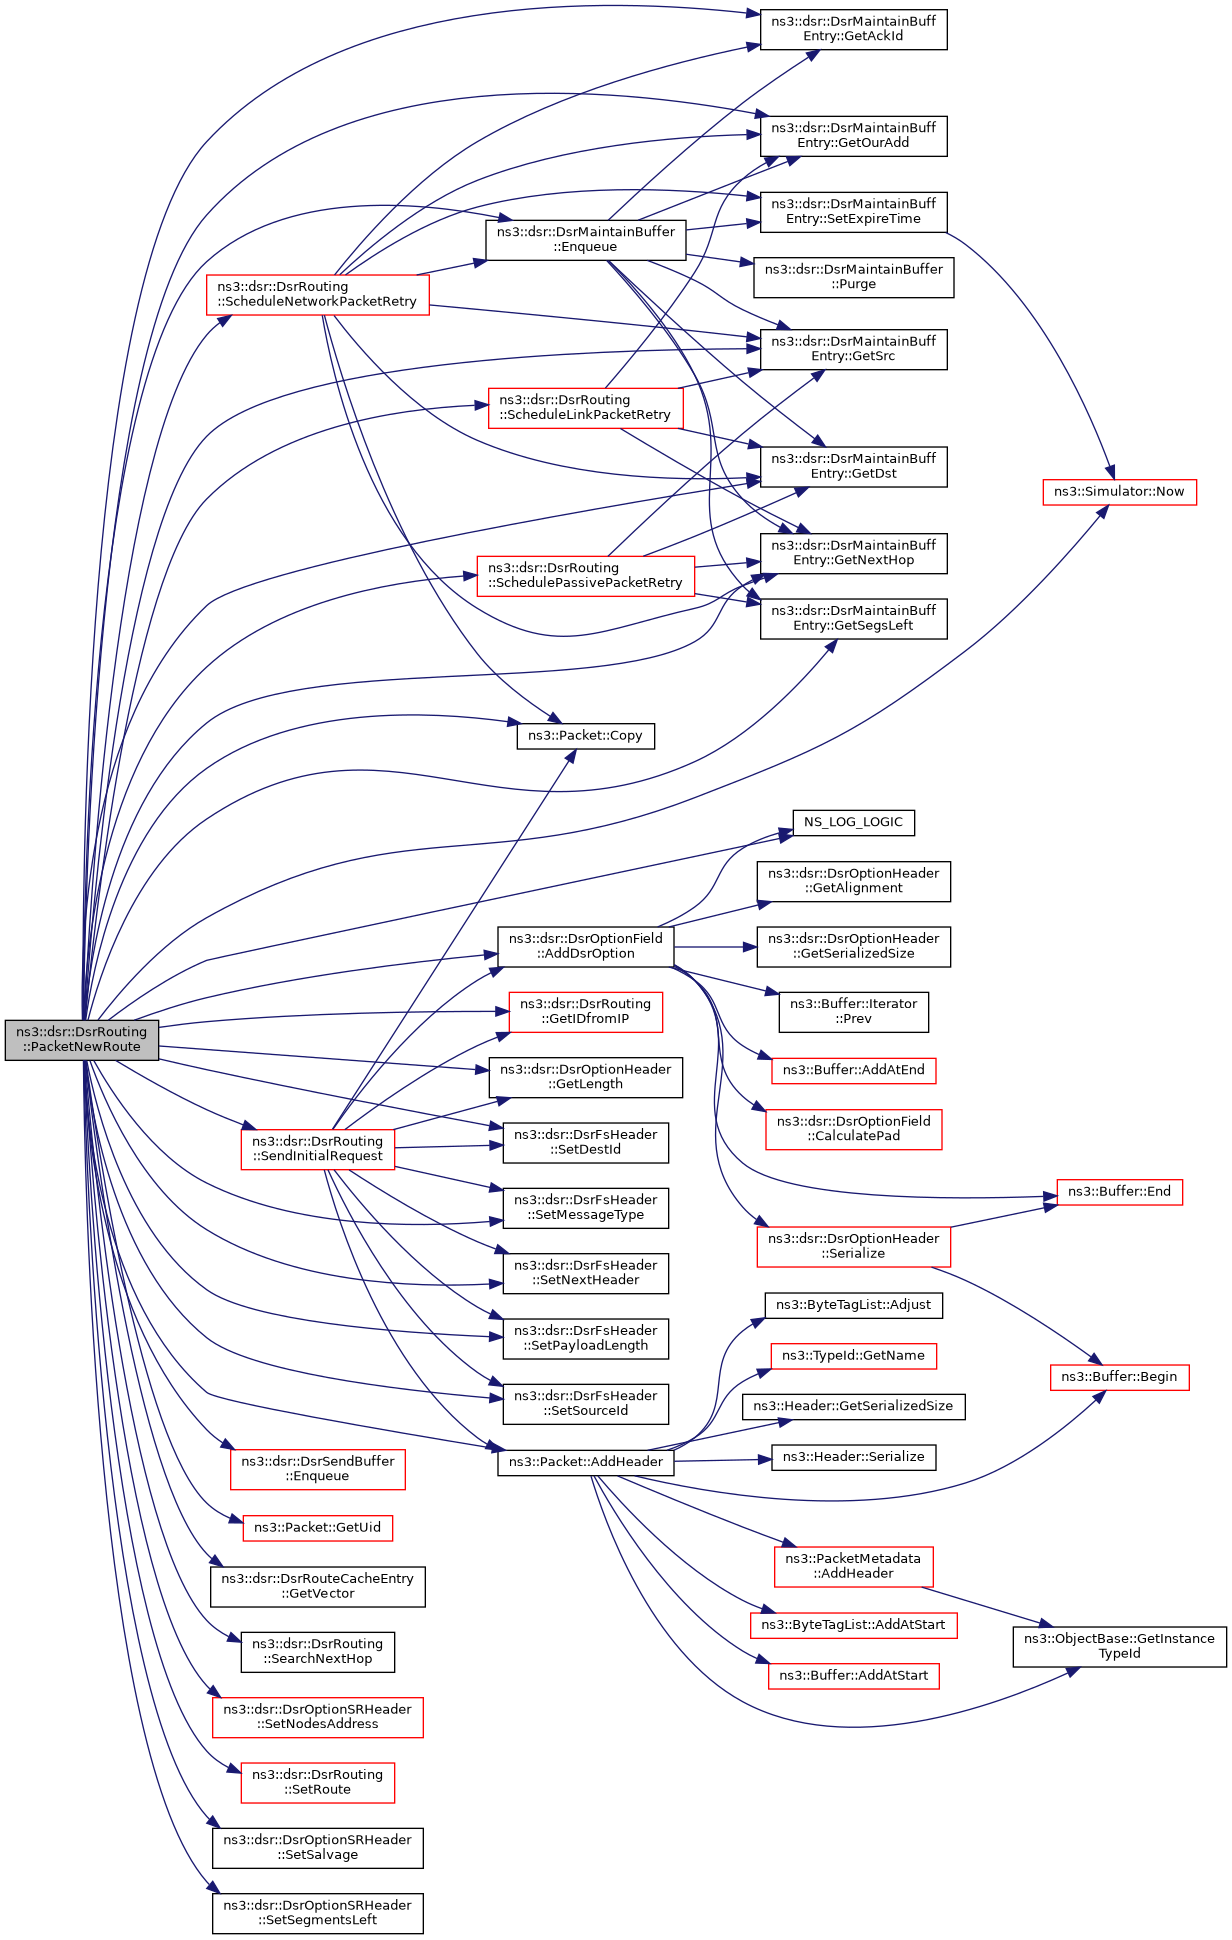 ns3::dsr::DsrMaintainBuff
Entry::GetAckId
ns3::dsr::DsrMaintainBuff
Entry::GetOurAdd
ns3::dsr::DsrMaintainBuff
Entry::SetExpireTime
ns3::dsr::DsrMaintainBuffer
::Enqueue
ns3::dsr::DsrMaintainBuffer
::Purge
ns3::dsr::DsrRouting
::ScheduleNetworkPacketRetry
ns3::dsr::DsrMaintainBuff
Entry::GetSrc
ns3::dsr::DsrRouting
::ScheduleLinkPacketRetry
ns3::dsr::DsrMaintainBuff
Entry::GetDst
ns3::Simulator::Now
ns3::dsr::DsrMaintainBuff
Entry::GetNextHop
ns3::dsr::DsrRouting
::SchedulePassivePacketRetry
ns3::dsr::DsrMaintainBuff
Entry::GetSegsLeft
ns3::Packet::Copy
NS_LOG_LOGIC
ns3::dsr::DsrOptionHeader
::GetAlignment
ns3::dsr::DsrOptionField
::AddDsrOption
ns3::dsr::DsrOptionHeader
::GetSerializedSize
ns3::dsr::DsrRouting
::GetIDfromIP
ns3::Buffer::Iterator
::Prev
ns3::dsr::DsrRouting
::PacketNewRoute
ns3::dsr::DsrOptionHeader
::GetLength
ns3::Buffer::AddAtEnd
ns3::dsr::DsrOptionField
::CalculatePad
ns3::dsr::DsrRouting
::SendInitialRequest
ns3::dsr::DsrFsHeader
::SetDestId
ns3::dsr::DsrFsHeader
::SetMessageType
ns3::Buffer::End
ns3::dsr::DsrOptionHeader
::Serialize
ns3::dsr::DsrFsHeader
::SetNextHeader
ns3::ByteTagList::Adjust
ns3::dsr::DsrFsHeader
::SetPayloadLength
ns3::TypeId::GetName
ns3::Buffer::Begin
ns3::dsr::DsrFsHeader
::SetSourceId
ns3::Header::GetSerializedSize
ns3::Header::Serialize
ns3::Packet::AddHeader
ns3::dsr::DsrSendBuffer
::Enqueue
ns3::Packet::GetUid
ns3::PacketMetadata
::AddHeader
ns3::dsr::DsrRouteCacheEntry
::GetVector
ns3::ByteTagList::AddAtStart
ns3::ObjectBase::GetInstance
TypeId
ns3::dsr::DsrRouting
::SearchNextHop
ns3::Buffer::AddAtStart
ns3::dsr::DsrOptionSRHeader
::SetNodesAddress
ns3::dsr::DsrRouting
::SetRoute
ns3::dsr::DsrOptionSRHeader
::SetSalvage
ns3::dsr::DsrOptionSRHeader
::SetSegmentsLeft